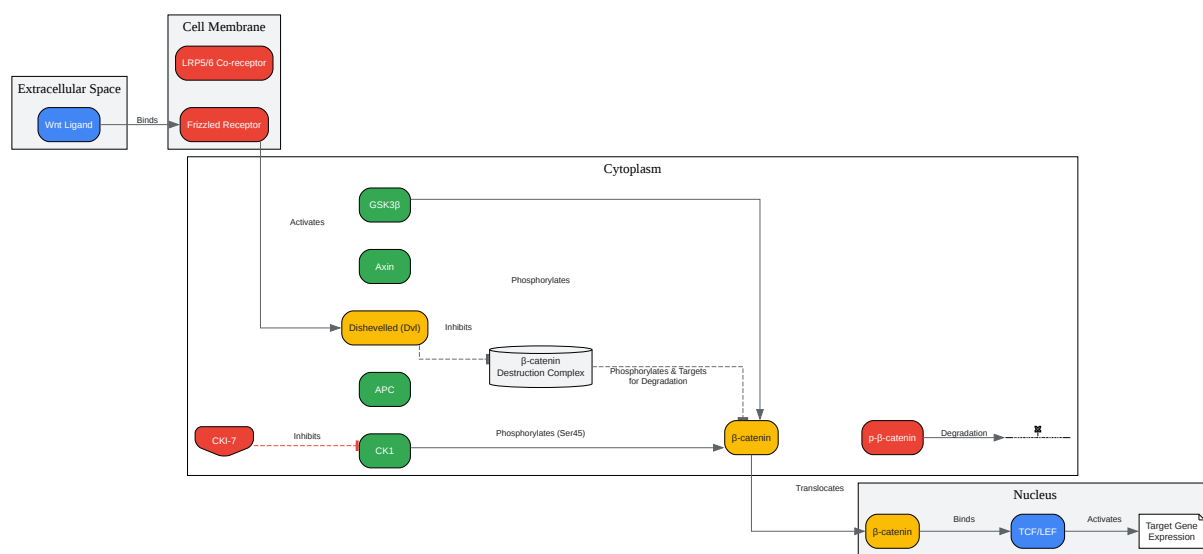 Cell Membrane
LRP5/6 Co-receptor
Extracellular Space
Wnt Ligand
Binds
Frizzled Receptor
Cytoplasm
GSK3β
Activates
Axin
Phosphorylates
Dishevelled (Dvl)
Inhibits
β-catenin
Destruction Complex
Phosphorylates & Targets
for Degradation
APC
CKI-7
Inhibits
CK1
Phosphorylates (Ser45)
β-catenin
p-β-catenin
Degradation
Translocates
Nucleus
β-catenin
Binds
TCF/LEF
Activates
Target Gene
Expression